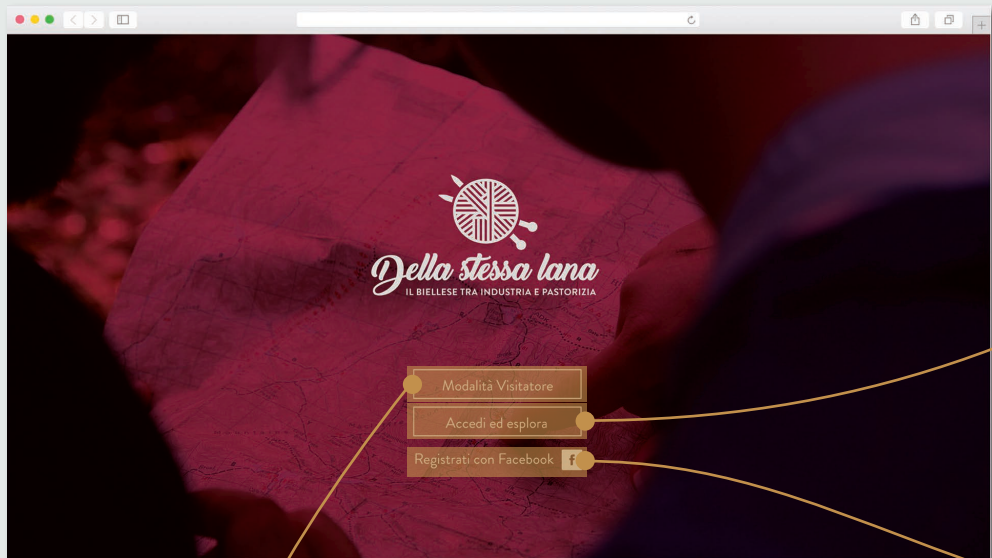 Della stessa lana
IL BIELLESE TRA INDUSTRIA E PASTORIZIA
Modalità Visitatore
Accedi ed esplora
Registrati con Facebook f